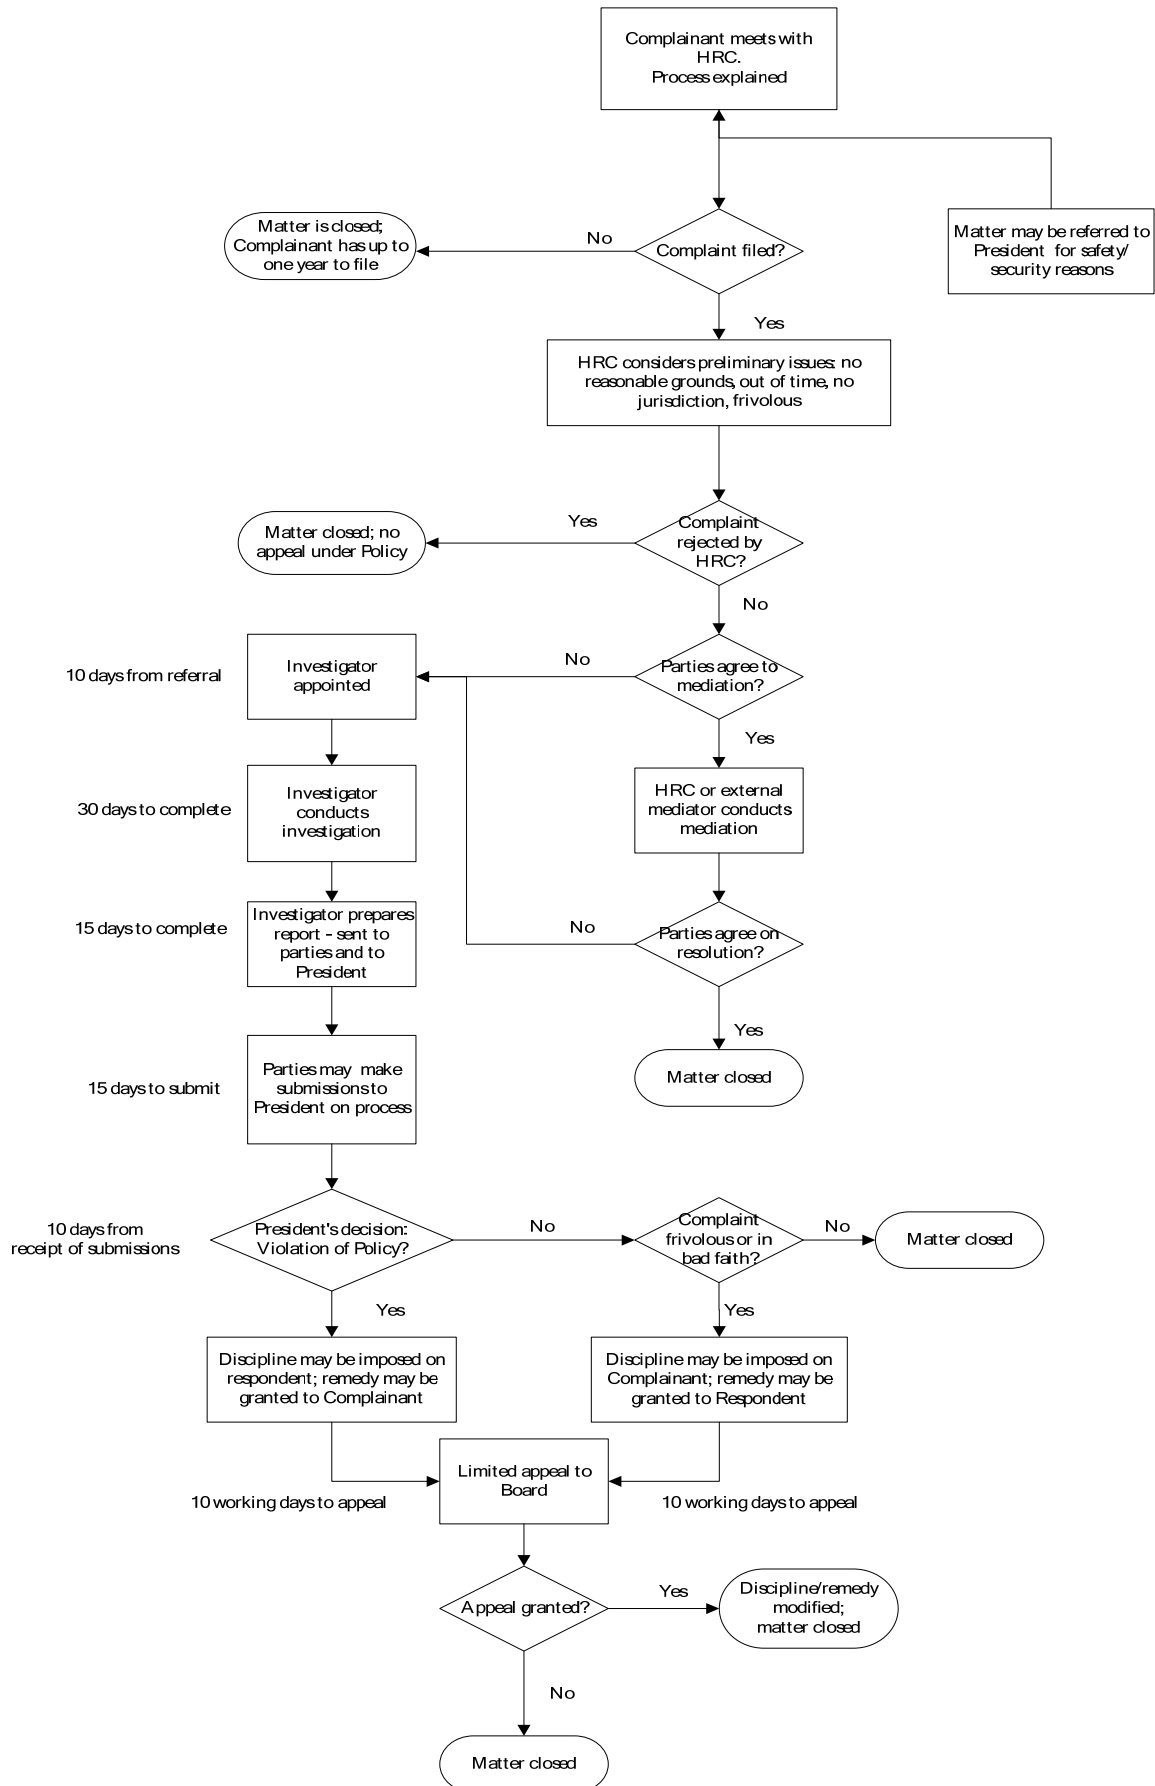 Complainant meets with
HRC.
Process explained
Matter is closed;
Complainant has up to
one year to file
No
Complaint filed?
Matter may be referred to
President for safety/
security reasons
Yes
HRC considers preliminary issues: no
reasonable grounds, out of time, no
jurisdiction, frivolous
Matter closed; no
appeal under Policy
Yes
Complaint
rejected by
HRC?
No
10 days from referral
Investigator
appointed
No
Parties agree to
mediation?
Yes
30 days to complete
Investigator
conducts
investigation
HRC or external
mediator conducts
mediation
15 days to complete
Investigator prepares
report - sent to
parties and to
President
No
Parties agree on
resolution?
Yes
15 days to submit
Parties may make
submissions to
President on process
Matter closed
10 days from
receipt of submissions
President's decision:
Violation of Policy?
No
Complaint
frivolous or in
bad faith?
No
Matter closed
Yes
Yes
Discipline may be imposed on
respondent; remedy may be
granted to Complainant
Discipline may be imposed on
Complainant; remedy may be
granted to Respondent
Limited appeal to
Board
10 working days to appeal
10 working days to appeal
Appeal granted?
Yes
Discipline/remedy
modified;
matter closed
No
Matter closed